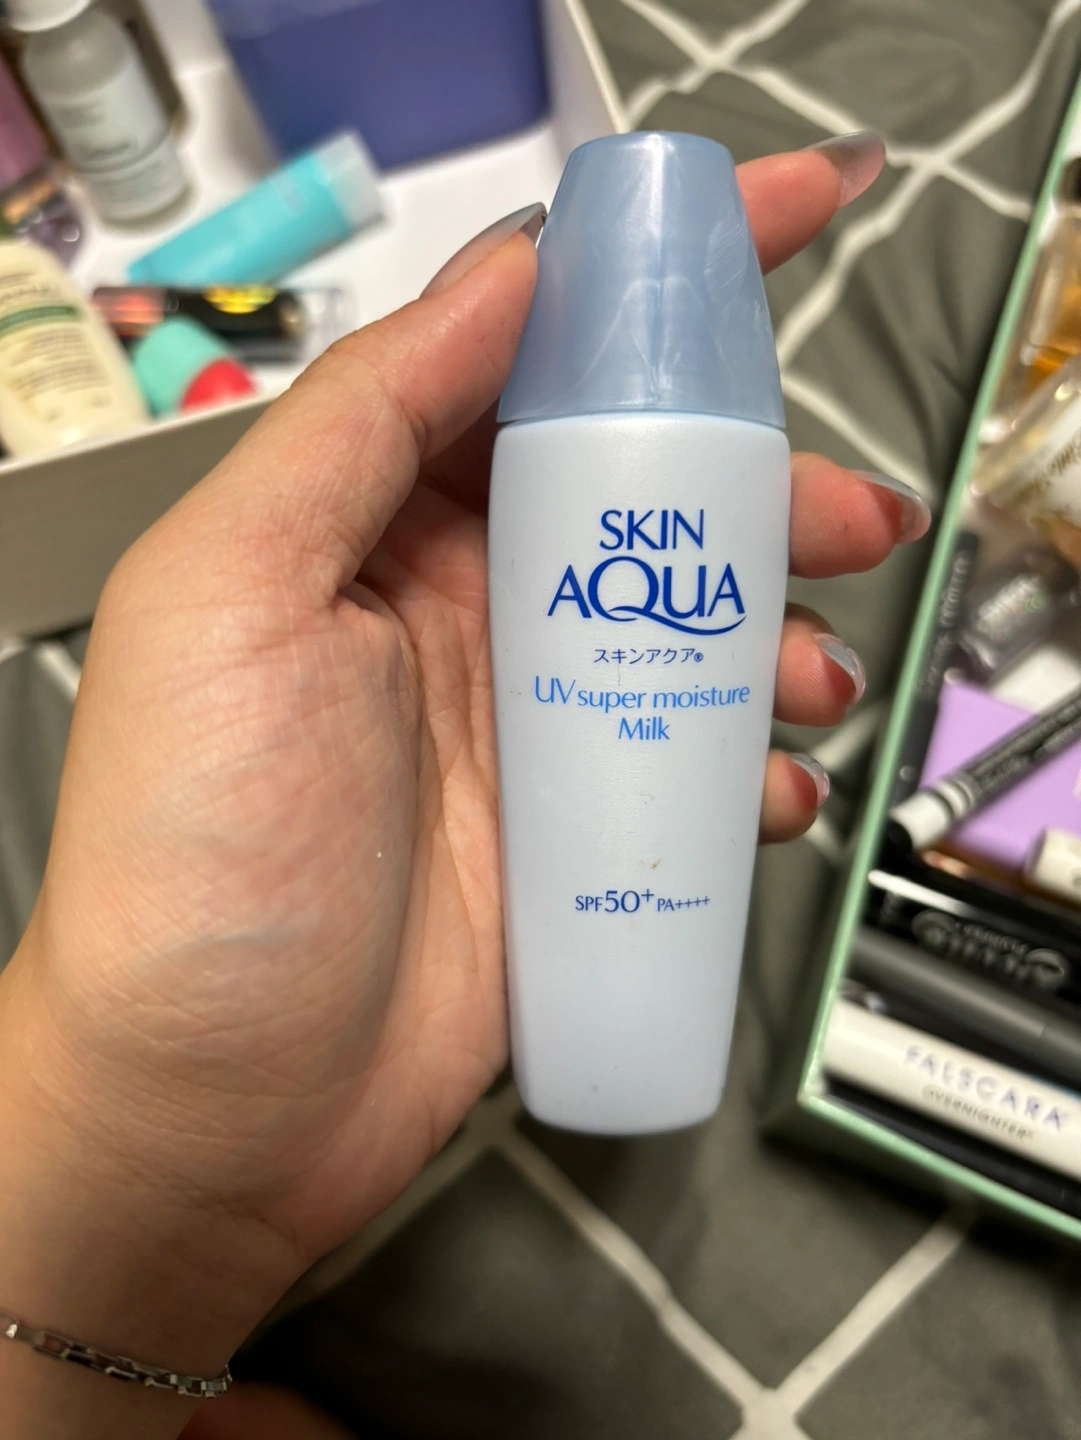 SKIN
AQUA
スキンアクア®
UV super moisture
Milk
SPF50+ PA++++
FALSCARA
OVERNIGHTER